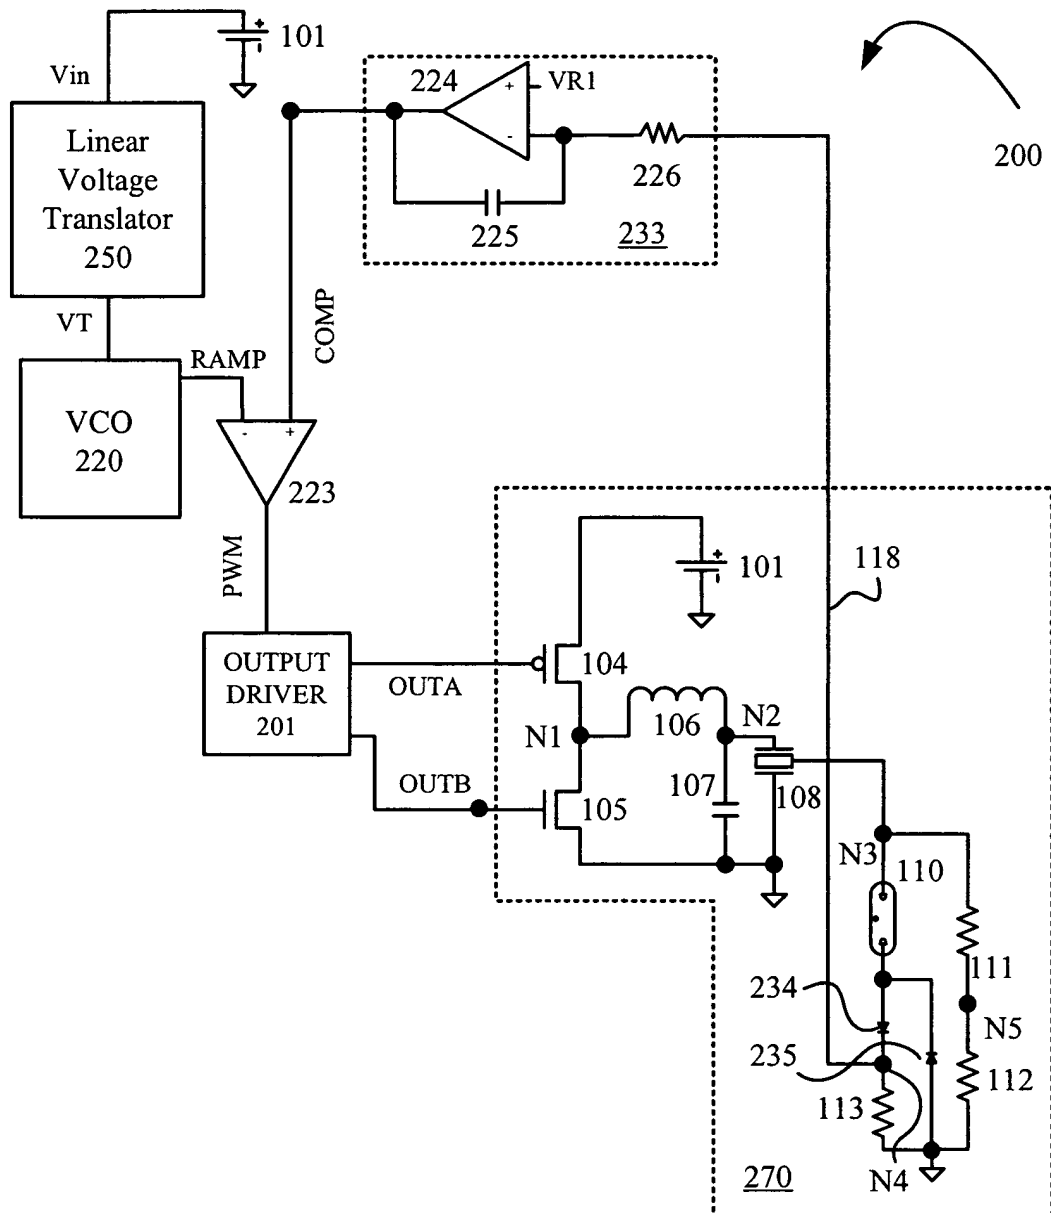 101
Vin
224
VR1
Linear
Voltage
Translator
250
226
200
225
233
VT
COMP
RAMP
VCO
220
223
PWM
101
118
OUTPUT
DRIVER
201
OUTA
104
N1
106
N2
OUTB
105
107
108
N3
110
111
234
N5
235
112
113
N4
270